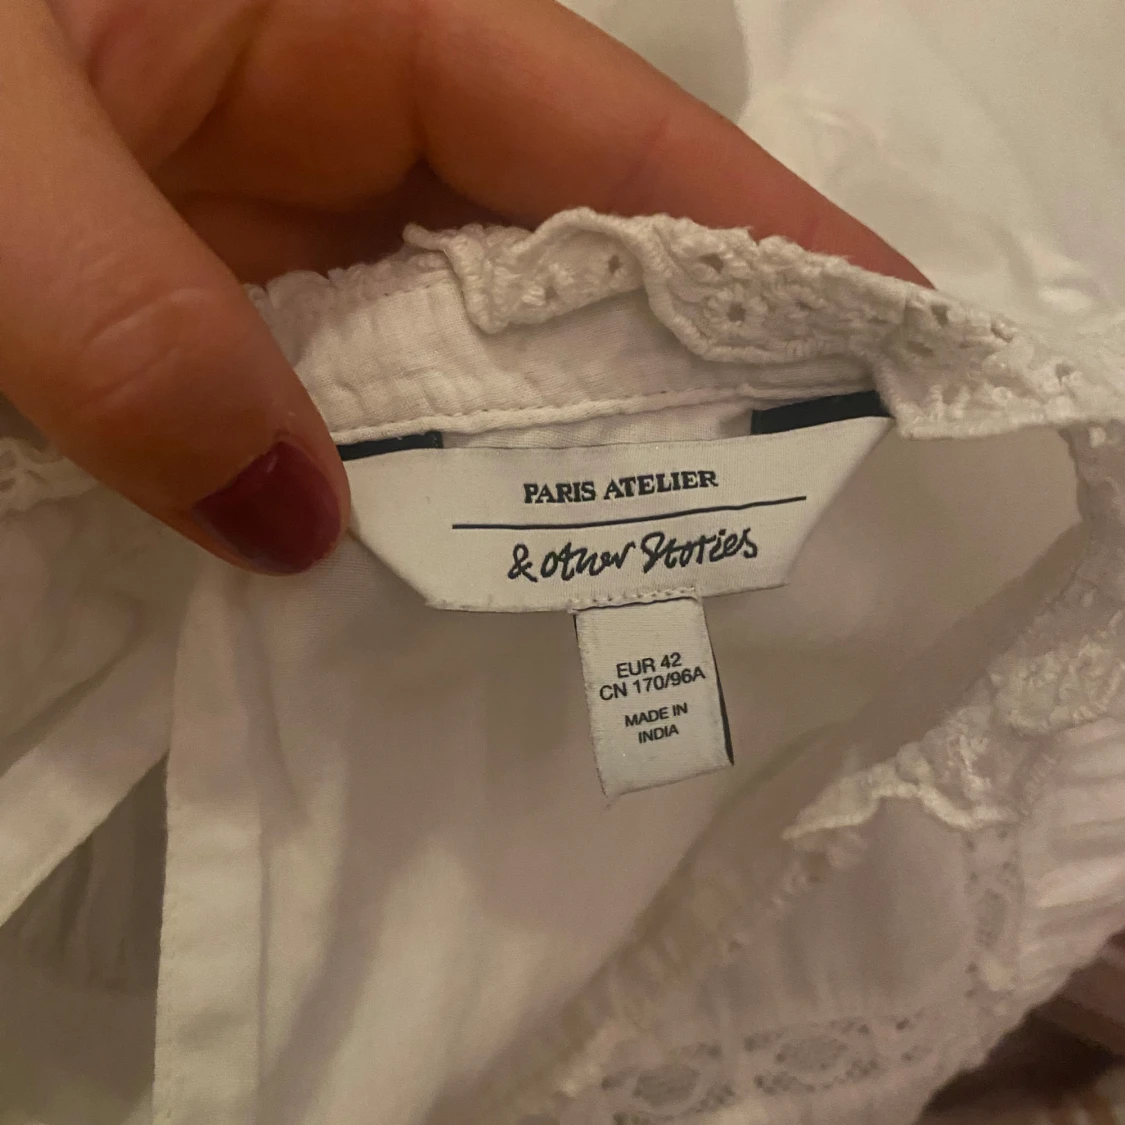 PARIS ATELIER
& other Stories
EUR 42
CN 170/96A
MADE IN
INDIA